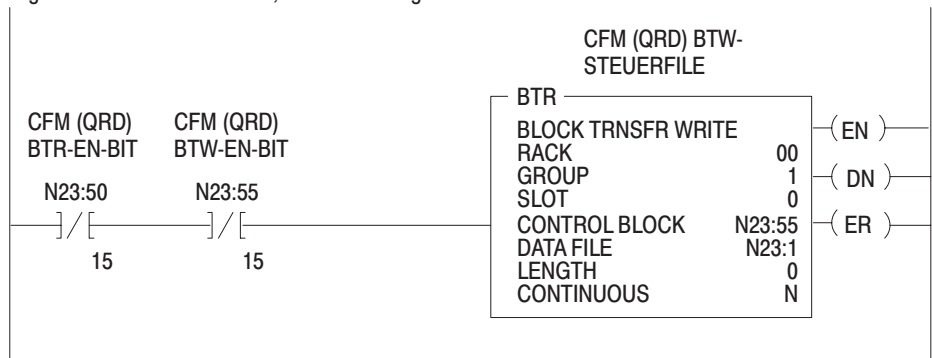 CFM (QRD) BTW-
STEUERFILE
BTR
CFM (QRD) CFM (QRD)
BTR-EN-BIT BTW-EN-BIT
N23:50 N23:55
15 15
BLOCK TRNSFR WRITE
RACK 00
GROUP 1
SLOT 0
CONTROL BLOCK N23:55
DATA FILE N23:1
LENGTH 0
CONTINUOUS N
EN
DN
ER